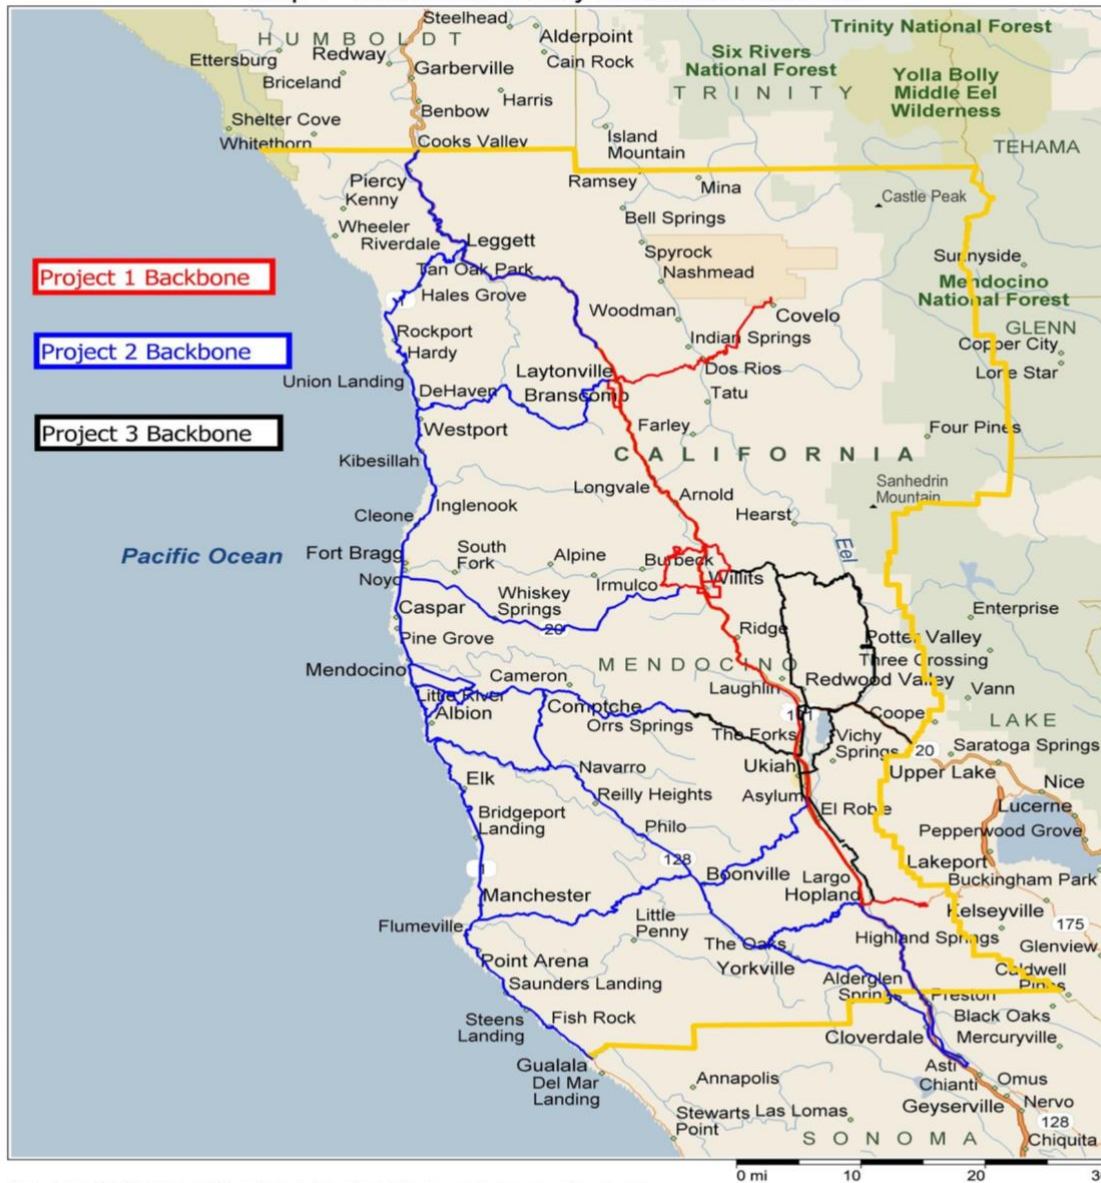 Steelhead
HUMBOLDT
Alderpoint
Trinity National Forest
Ettersburg
Redway
Cain Rock
Six Rivers
National Forest
Garberville
Yolla Bolly
Middle Eel
Wilderness
Briceland
TRINITY
Harris
Benbow
Shelter Cove
Whitethorn
Cooks Valley
Island
Mountain
TEHAMA
Piercy
Ramsey
Mina
Kenny
Castle Peak
Bell Springs
Wheeler
Riverdale
Leggett
Spyrock
Sunnyside
Tan Oak Park
Nashmead
Project 1 Backbone
Mendocino
National Forest
1
Hales Grove
Woodman
Covelo
GLENN
Rockport
Indian Springs
Copper City
Project 2 Backbone
Hardy
Laytonville
Dos Rios
Lone Star
Union Landing
DeHaven
Branscomb
Tatu
Project 3 Backbone
Westport
Farley
Four Pines
CALIFORNIA
Kibesillah
Longvale
Arnold
Sanhedrin
Mountain
Inglenook
Cleone
Hearst
Pacific Ocean
Fort Bragg
South
Fork
Alpine
Burbeck
Eel
Noyo
Irmulco
Willits
Whiskey
Springs
Caspar
20
Enterprise
Pine Grove
Ridge
Potter Valley
Mendocino
MENDOCINO
Three Crossing
Cameron
Laughlin
Redwood Valley
Vann
Little River
Comptche
Albion
101
Cooper
LAKE
Orrs Springs
The Forks
Vichy
Springs
20
Saratoga Springs
Ukiah
Navarro
Upper Lake
Elk
Nice
Reilly Heights
Asylum
El Roble
Lucerne
Bridgeport
Landing
Philo
Pepperwood Grove
128
Lakeport
1
Boonville
Largo
Buckingham Park
Manchester
Hopland
Kelseyville
Flumeville
Little
Penny
175
The Oaks
Highland Springs
Glenview
Point Arena
Yorkville
Caldwell
Pines
Saunders Landing
Alderglen
Springs
Preston
Black Oaks
Steens
Landing
Fish Rock
Cloverdale
Mercuryville
Gualala
Asti
Del Mar
Landing
Annapolis
Chianti
Omus
Geyserville
Nervo
Stewarts
Point
Las Lomas
128
SONOMA
Chiquita
0 mi
10
20